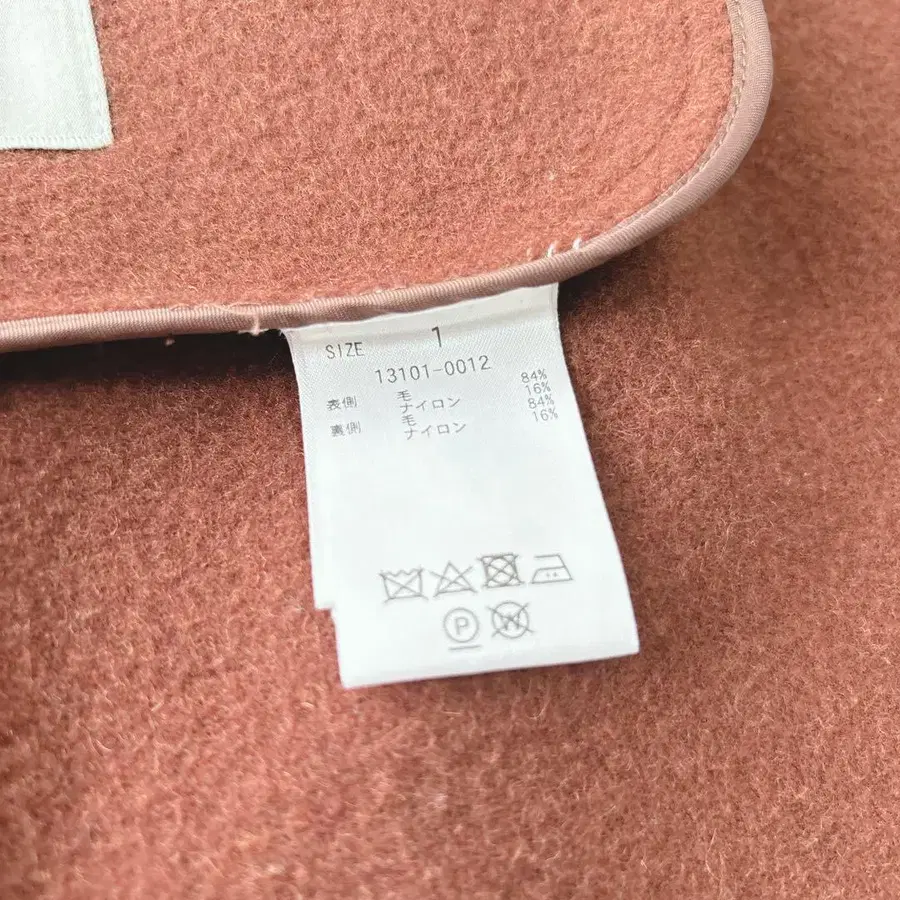 SIZE 1
13101-0012
表側 毛 84%
ナイロン 16%
裏側 毛 84%
ナイロン 16%
P W